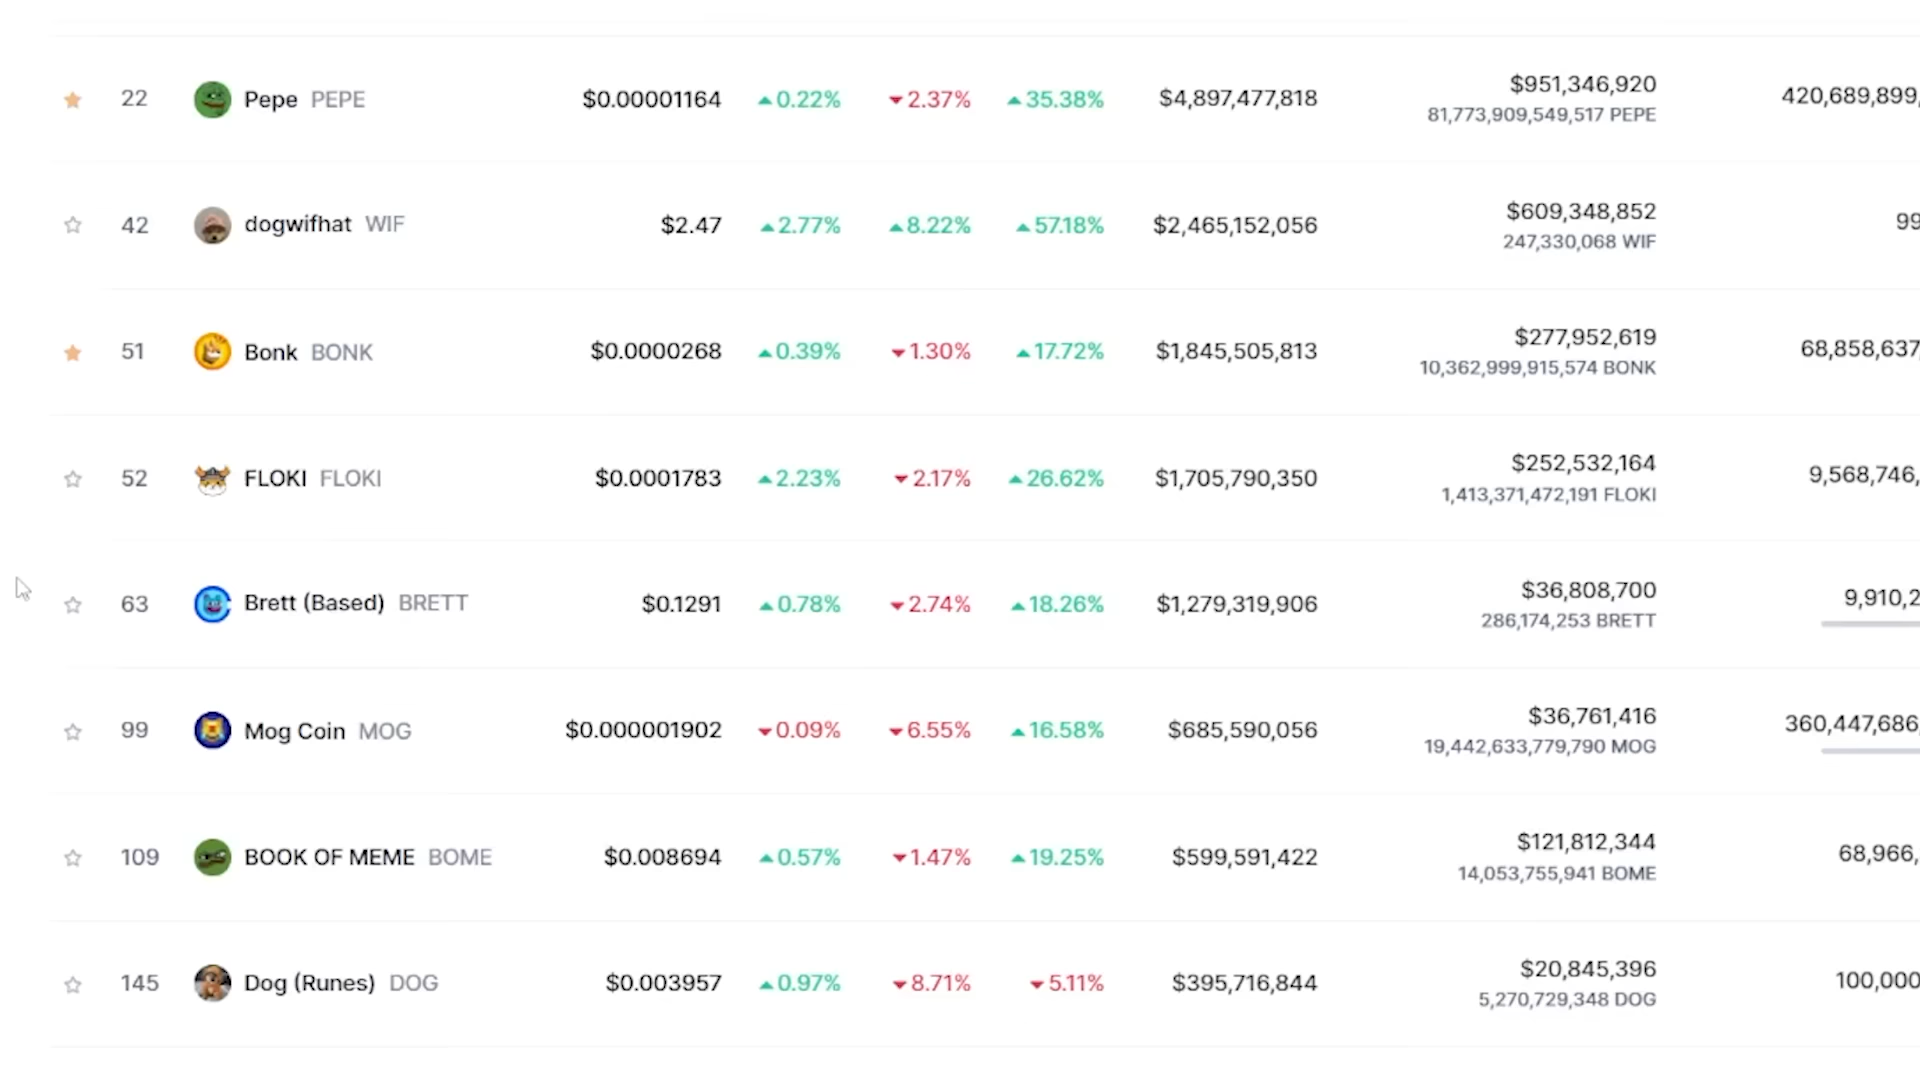 22 Pepe PEPE $0.00001164 0.22% 2.37% 35.38% $4,897,477,818 $951,346,920 420,689,899,
81,773,909,549,517 PEPE
42 dogwifhat WIF $2.47 2.77% 8.22% 57.18% $2,465,152,056 $609,348,852 99
247,330,068 WIF
51 Bonk BONK $0.0000268 0.39% 1.30% 17.72% $1,845,505,813 $277,952,619 68,858,637,
10,362,999,915,574 BONK
52 FLOKI FLOKI $0.0001783 2.23% 2.17% 26.62% $1,705,790,350 $252,532,164 9,568,746,
1,413,371,472,191 FLOKI
63 Brett (Based) BRETT $0.1291 0.78% 2.74% 18.26% $1,279,319,906 $36,808,700 9,910,2
286,174,253 BRETT
99 Mog Coin MOG $0.000001902 0.09% 6.55% 16.58% $685,590,056 $36,761,416 360,447,686,
19,442,633,779,790 MOG
109 BOOK OF MEME BOME $0.008694 0.57% 1.47% 19.25% $599,591,422 $121,812,344 68,966,
14,053,755,941 BOME
145 Dog (Runes) DOG $0.003957 0.97% 8.71% 5.11% $395,716,844 $20,845,396 100,000
5,270,729,348 DOG